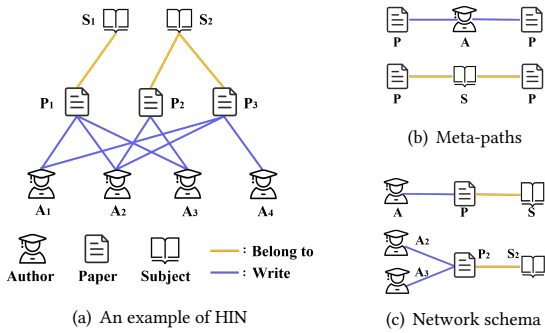 S1 S2
P1 P2 P3
A1 A2 A3 A4
Author Paper Subject
: Belong to
: Write
(a) An example of HIN
P A P
P S P
(b) Meta-paths
A P S
A2
P2 S2
A3
(c) Network schema